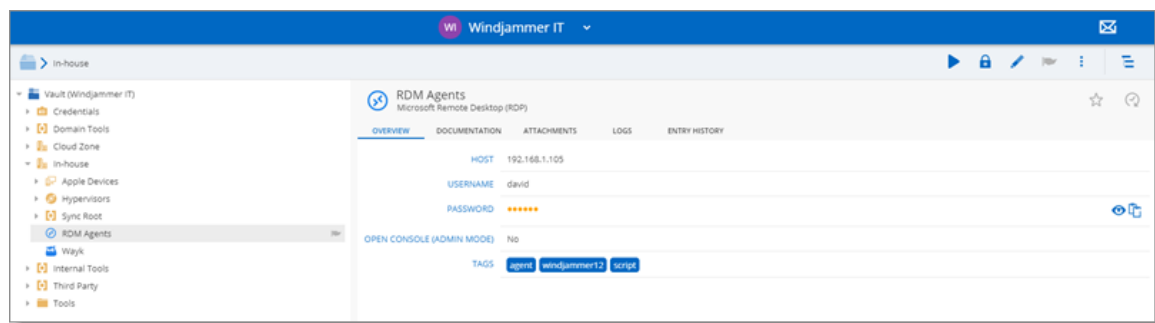 WI Windjammer IT
In-house
Vault (Windjammer IT)
Credentials
Domain Tools
Cloud Zone
In-house
Apple Devices
Hypervisors
Sync Root
RDM Agents
Wayk
Internal Tools
Third Party
Tools
RDM Agents
Microsoft Remote Desktop (RDP)
OVERVIEW DOCUMENTATION ATTACHMENTS LOGS ENTRY HISTORY
HOST 192.168.1.105
USERNAME david
PASSWORD ••••••
OPEN CONSOLE (ADMIN MODE) No
TAGS agent windjammer12 script